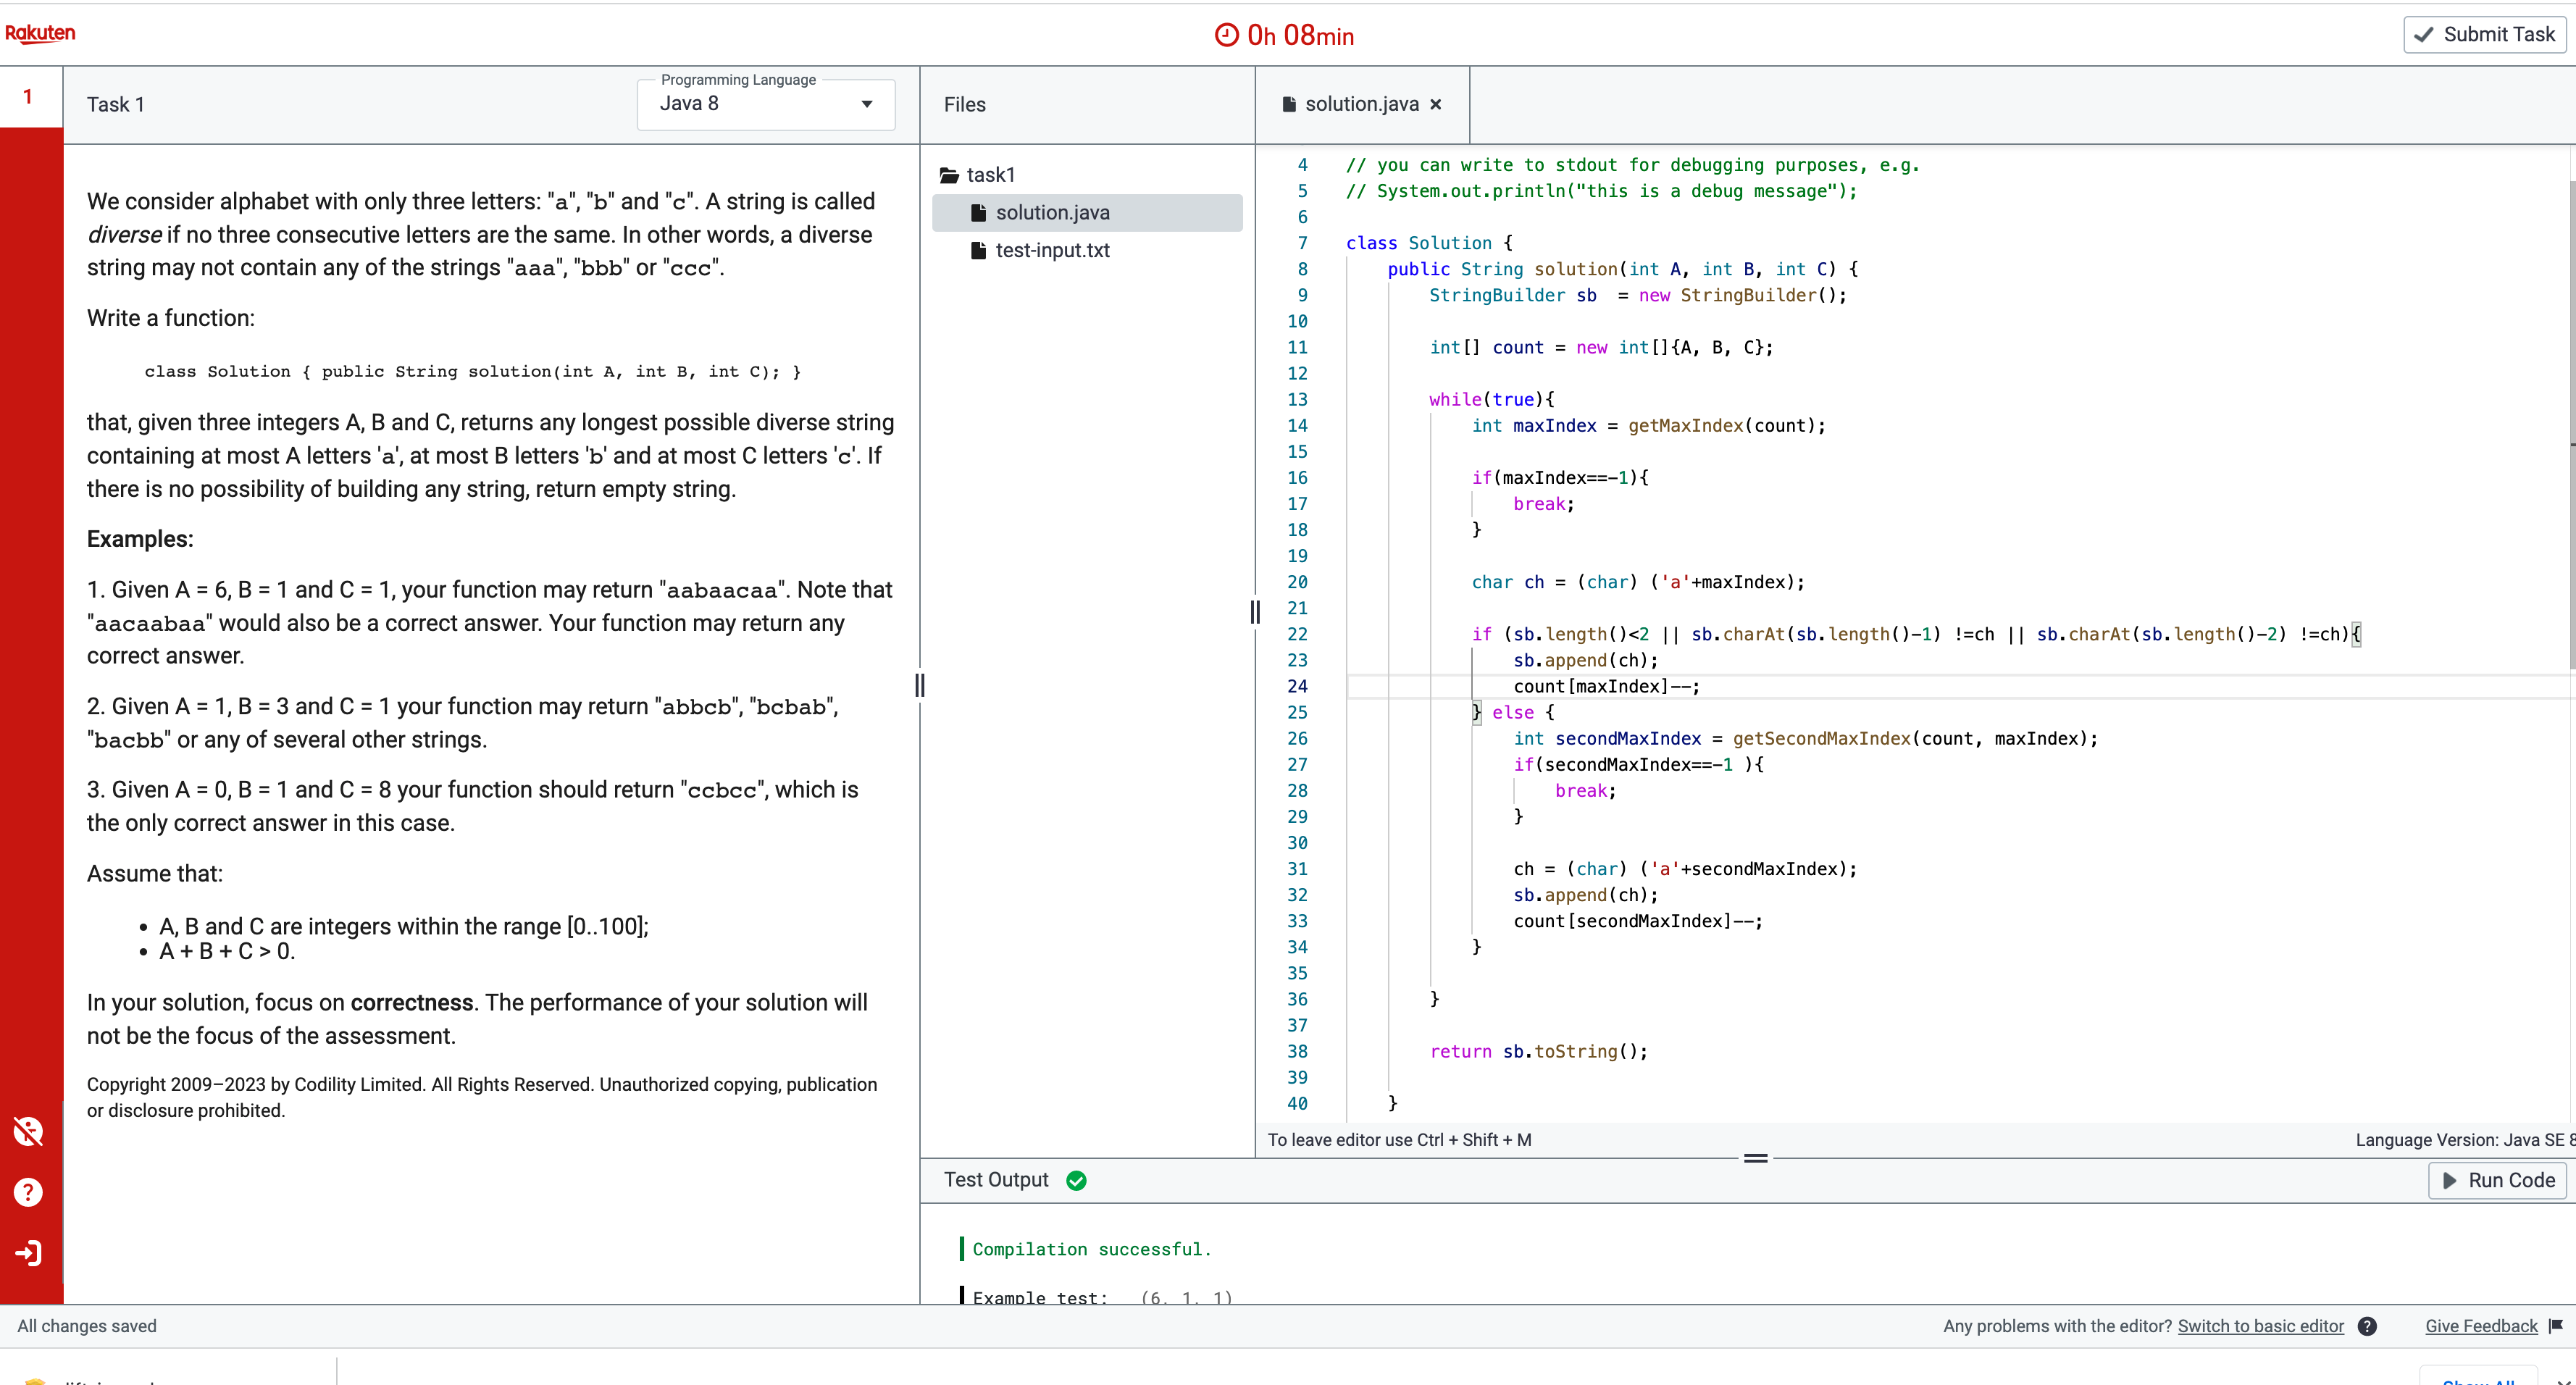 Rakuten
0h 08min
Submit Task
1
Task 1
Programming Language
Java 8
We consider alphabet with only three letters: "a", "b" and "c". A string is called
diverse if no three consecutive letters are the same. In other words, a diverse
string may not contain any of the strings "aaa", "bbb" or "ccc".
Write a function:
class Solution { public String solution(int A, int B, int C); }
that, given three integers A, B and C, returns any longest possible diverse string
containing at most A letters 'a', at most B letters 'b' and at most C letters 'c'. If
there is no possibility of building any string, return empty string.
Examples:
1. Given A = 6, B = 1 and C = 1, your function may return "aabaacaa". Note that
"aacaabaa" would also be a correct answer. Your function may return any
correct answer.
2. Given A = 1, B = 3 and C = 1 your function may return "abbcb", "bcbab",
"bacbb" or any of several other strings.
3. Given A = 0, B = 1 and C = 8 your function should return "ccbcc", which is
the only correct answer in this case.
Assume that:
• A, B and C are integers within the range [0..100];
• A + B + C > 0.
In your solution, focus on correctness. The performance of your solution will
not be the focus of the assessment.
Copyright 2009–2023 by Codility Limited. All Rights Reserved. Unauthorized copying, publication
or disclosure prohibited.
Files
task1
solution.java
test-input.txt
solution.java ×
4 // you can write to stdout for debugging purposes, e.g.
5 // System.out.println("this is a debug message");
6
7 class Solution {
8 public String solution(int A, int B, int C) {
9 StringBuilder sb  = new StringBuilder();
10
11 int[] count = new int[]{A, B, C};
12
13 while(true){
14 int maxIndex = getMaxIndex(count);
15
16 if(maxIndex==-1){
17 break;
18 }
19
20 char ch = (char) ('a'+maxIndex);
21
22 if (sb.length()<2 || sb.charAt(sb.length()-1) !=ch || sb.charAt(sb.length()-2) !=ch){
23 sb.append(ch);
24 count[maxIndex]--;
25 } else {
26 int secondMaxIndex = getSecondMaxIndex(count, maxIndex);
27 if(secondMaxIndex==-1 ){
28 break;
29 }
30
31 ch = (char) ('a'+secondMaxIndex);
32 sb.append(ch);
33 count[secondMaxIndex]--;
34 }
35
36 }
37
38 return sb.toString();
39
40 }
To leave editor use Ctrl + Shift + M
Language Version: Java SE 8
Test Output
Run Code
Compilation successful.
Example test:   (6, 1, 1)
All changes saved
Any problems with the editor? Switch to basic editor
Give Feedback
Show All